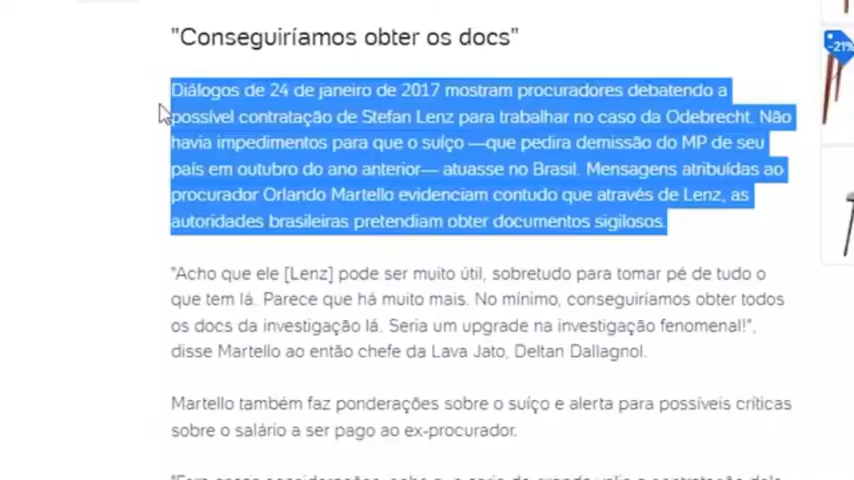 "Conseguiríamos obter os docs"
Diálogos de 24 de janeiro de 2017 mostram procuradores debatendo a
possível contratação de Stefan Lenz para trabalhar no caso da Odebrecht. Não
havia impedimentos para que o suíço —que pedira demissão do MP de seu
país em outubro do ano anterior— atuasse no Brasil. Mensagens atribuídas ao
procurador Orlando Martello evidenciam contudo que através de Lenz, as
autoridades brasileiras pretendiam obter documentos sigilosos.
"Acho que ele [Lenz] pode ser muito útil, sobretudo para tomar pé de tudo o
que tem lá. Parece que há muito mais. No mínimo, conseguiríamos obter todos
os docs da investigação lá. Seria um upgrade na investigação fenomenal!",
disse Martello ao então chefe da Lava Jato, Deltan Dallagnol.
Martello também faz ponderações sobre o suíço e alerta para possíveis críticas
sobre o salário a ser pago ao ex-procurador.
-21%